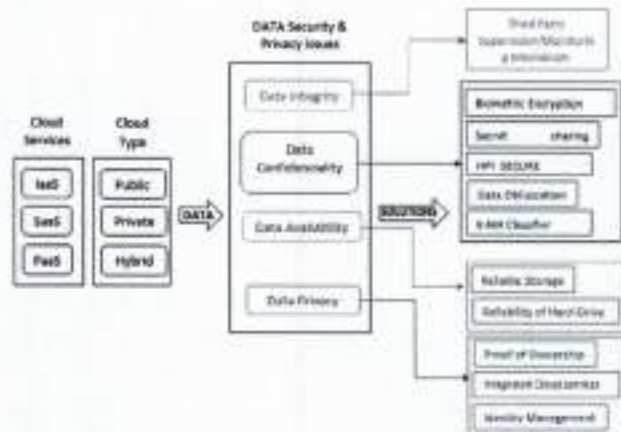 DATA Security &
Privacy Issues
Third Party
Data Integrity
Biometric Encryption
Cloud
Services
Cloud
Type
Data
Confidentiality
Secret sharing
HPI SECURE
IaaS
SaaS
PaaS
Public
Private
Hybrid
DATA
SOLUTIONS
Data Obfuscation
K-NN Classifier
Data Availability
Data Privacy
Reliable Storage
Reliability of Hard-Drive
Proof of Ownership
Identity Management